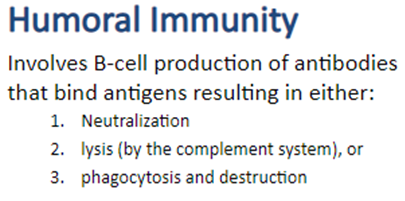 Humoral Immunity
Involves B-cell production of antibodies
that bind antigens resulting in either:
1. Neutralization
2. lysis (by the complement system), or
3. phagocytosis and destruction